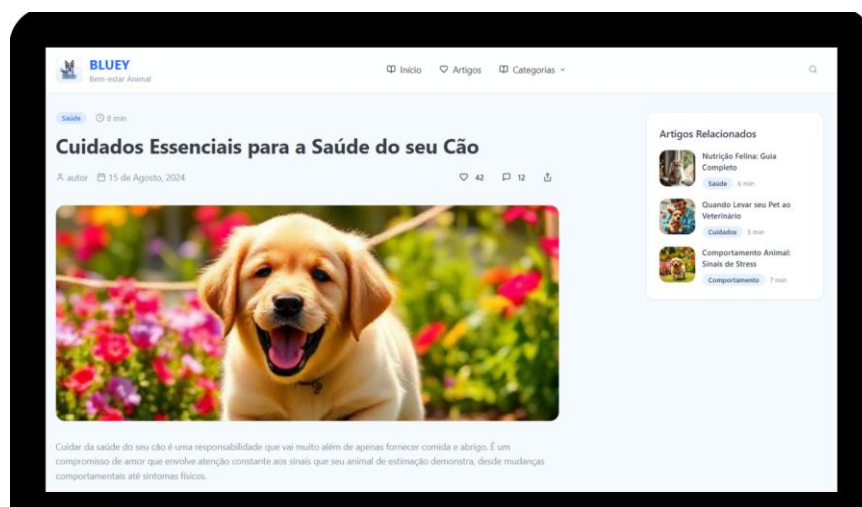 BLUEY
Bem-estar Animal
Início
Artigos
Categorias
Saúde
8 min
Cuidados Essenciais para a Saúde do seu Cão
autor
15 de Agosto, 2024
42
12
Cuidar da saúde do seu cão é uma responsabilidade que vai muito além de apenas fornecer comida e abrigo. É um
compromisso de amor que envolve atenção constante aos sinais que seu animal de estimação demonstra, desde mudanças
comportamentais até sintomas físicos.
Artigos Relacionados
Nutrição Felina: Guia
Completo
Saúde
6 min
Quando Levar seu Pet ao
Veterinário
Cuidados
5 min
Comportamento Animal:
Sinais de Stress
Comportamento
7 min